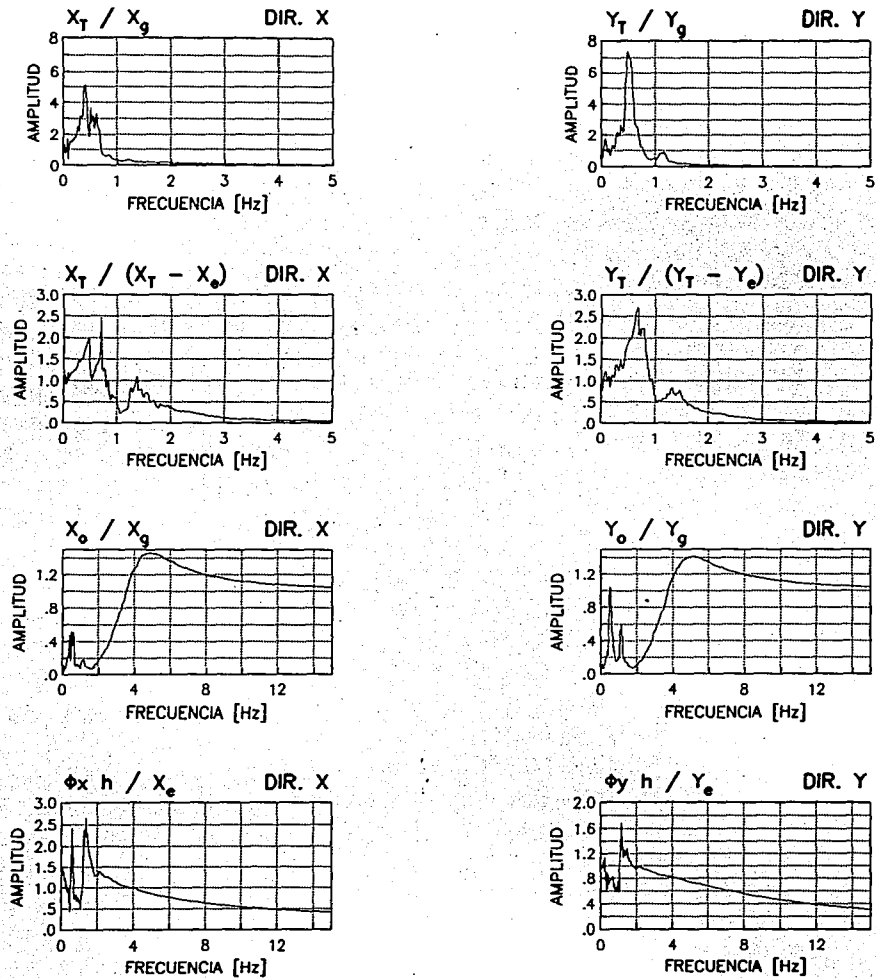 X_T / X_g DIR. X
8
6
4
2
0
AMPLITUD
0 1 2 3 4 5
FRECUENCIA [Hz]
Y_T / Y_g DIR. Y
8
6
4
2
0
AMPLITUD
0 1 2 3 4 5
FRECUENCIA [Hz]
X_T / (X_T - X_e) DIR. X
3.0
2.5
2.0
1.5
1.0
.5
.0
AMPLITUD
0 1 2 3 4 5
FRECUENCIA [Hz]
Y_T / (Y_T - Y_e) DIR. Y
3.0
2.5
2.0
1.5
1.0
.5
.0
AMPLITUD
0 1 2 3 4 5
FRECUENCIA [Hz]
X_o / X_g DIR. X
1.2
.8
.4
.0
AMPLITUD
0 4 8 12
FRECUENCIA [Hz]
Y_o / Y_g DIR. Y
1.2
.8
.4
.0
AMPLITUD
0 4 8 12
FRECUENCIA [Hz]
Φx h / X_e DIR. X
3.0
2.5
2.0
1.5
1.0
.5
.0
AMPLITUD
0 4 8 12
FRECUENCIA [Hz]
Φy h / Y_e DIR. Y
2.0
1.6
1.2
.8
.4
.0
AMPLITUD
0 4 8 12
FRECUENCIA [Hz]